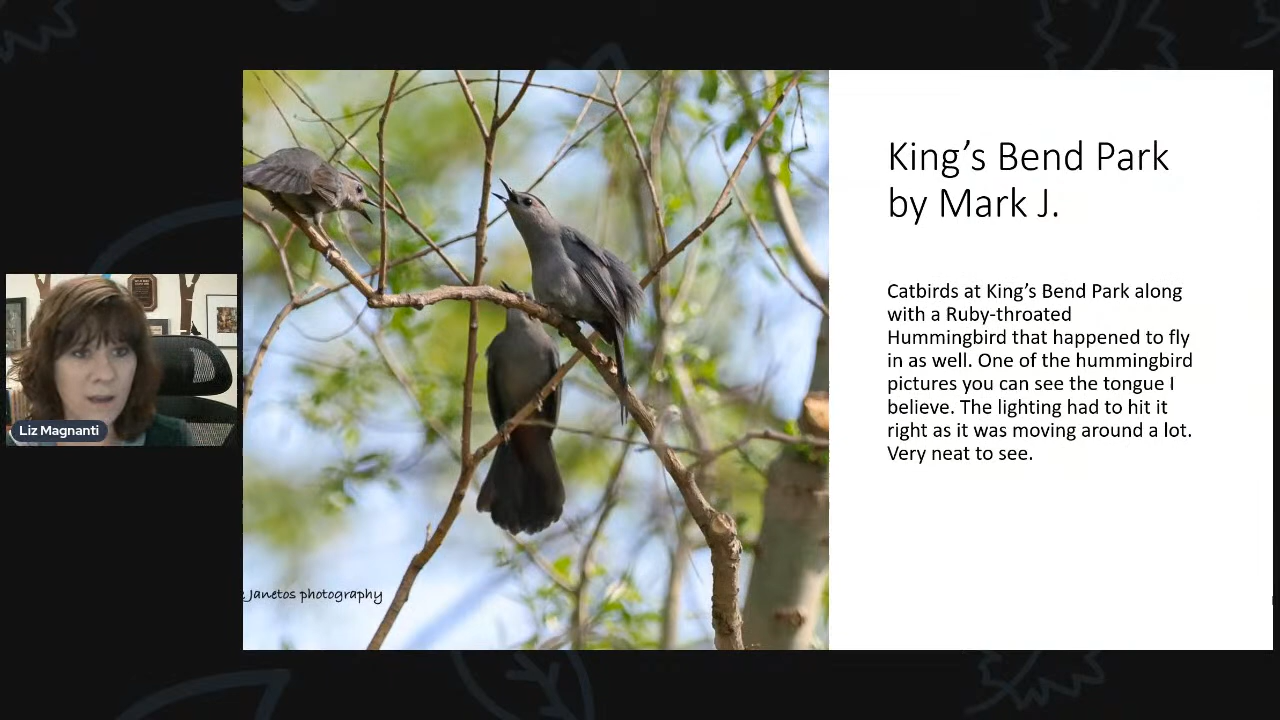 King’s Bend Park
by Mark J.
Catbirds at King’s Bend Park along
with a Ruby-throated
Hummingbird that happened to fly
in as well. One of the hummingbird
pictures you can see the tongue I
believe. The lighting had to hit it
right as it was moving around a lot.
Very neat to see.
Liz Magnanti
Janetos photography